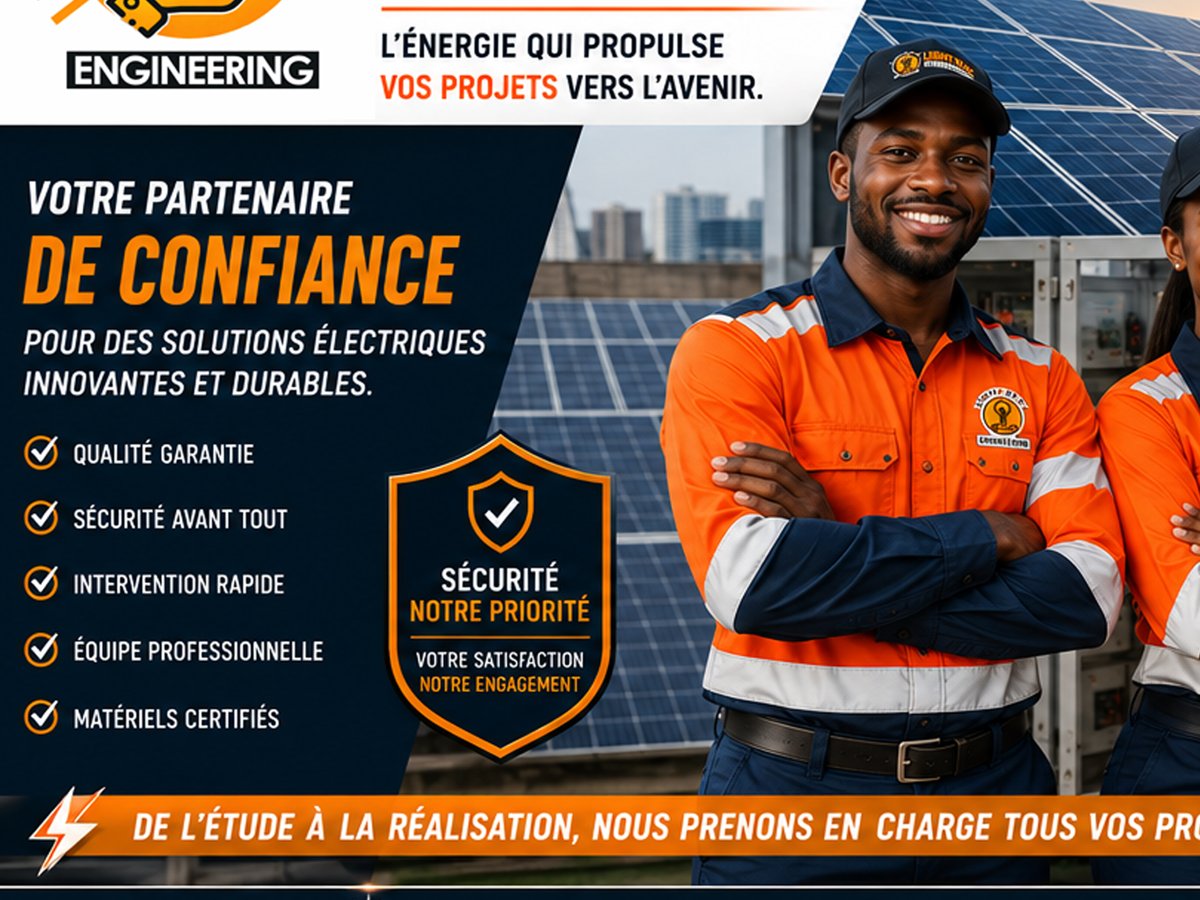 ENGINEERING
L'ÉNERGIE QUI PROPULSE
VOS PROJETS VERS L'AVENIR.
VOTRE PARTENAIRE
DE CONFIANCE
POUR DES SOLUTIONS ÉLECTRIQUES
INNOVANTES ET DURABLES.
QUALITÉ GARANTIE
SÉCURITÉ AVANT TOUT
INTERVENTION RAPIDE
ÉQUIPE PROFESSIONNELLE
MATÉRIELS CERTIFIÉS
SÉCURITÉ
NOTRE PRIORITÉ
VOTRE SATISFACTION
NOTRE ENGAGEMENT
DE L'ÉTUDE À LA RÉALISATION, NOUS PRENONS EN CHARGE TOUS VOS PRO